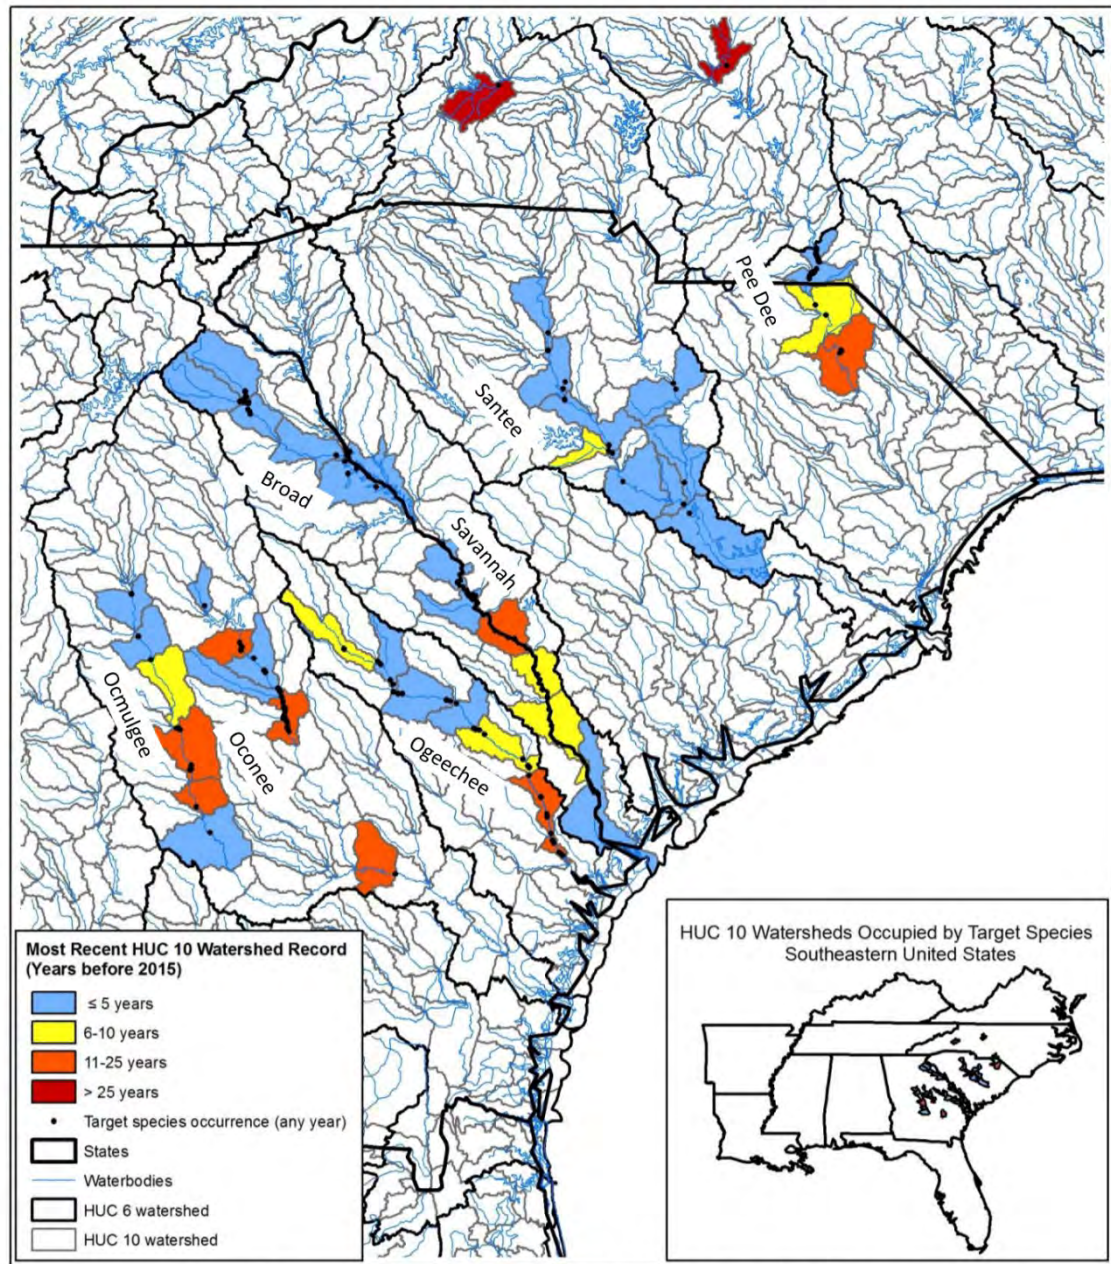 Pee Dee
Santee
Broad
Savannah
Ocmulgee
Oconee
Ogeechee
Most Recent HUC 10 Watershed Record
(Years before 2015)
≤ 5 years
6-10 years
11-25 years
> 25 years
Target species occurrence (any year)
States
Waterbodies
HUC 6 watershed
HUC 10 watershed
HUC 10 Watersheds Occupied by Target Species
Southeastern United States